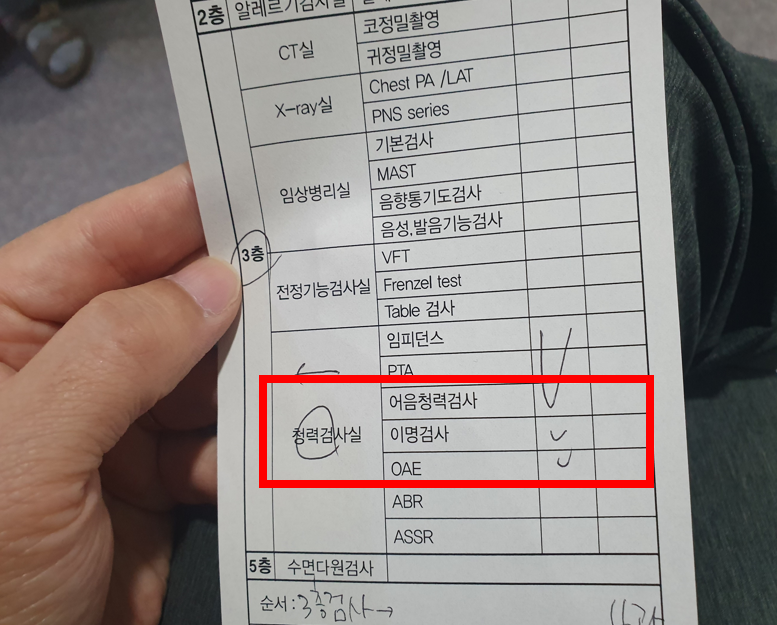 2층 알레르기검사실
CT실 코정밀촬영
귀정밀촬영
X-ray실 Chest PA /LAT
PNS series
임상병리실 기본검사
MAST
음향통기도검사
음성,발음기능검사
3층 전정기능검사실 VFT
Frenzel test
Table 검사
청력검사실 임피던스
PTA
어음청력검사
이명검사
OAE
ABR
ASSR
5층 수면다원검사
순서 : 3층검사→